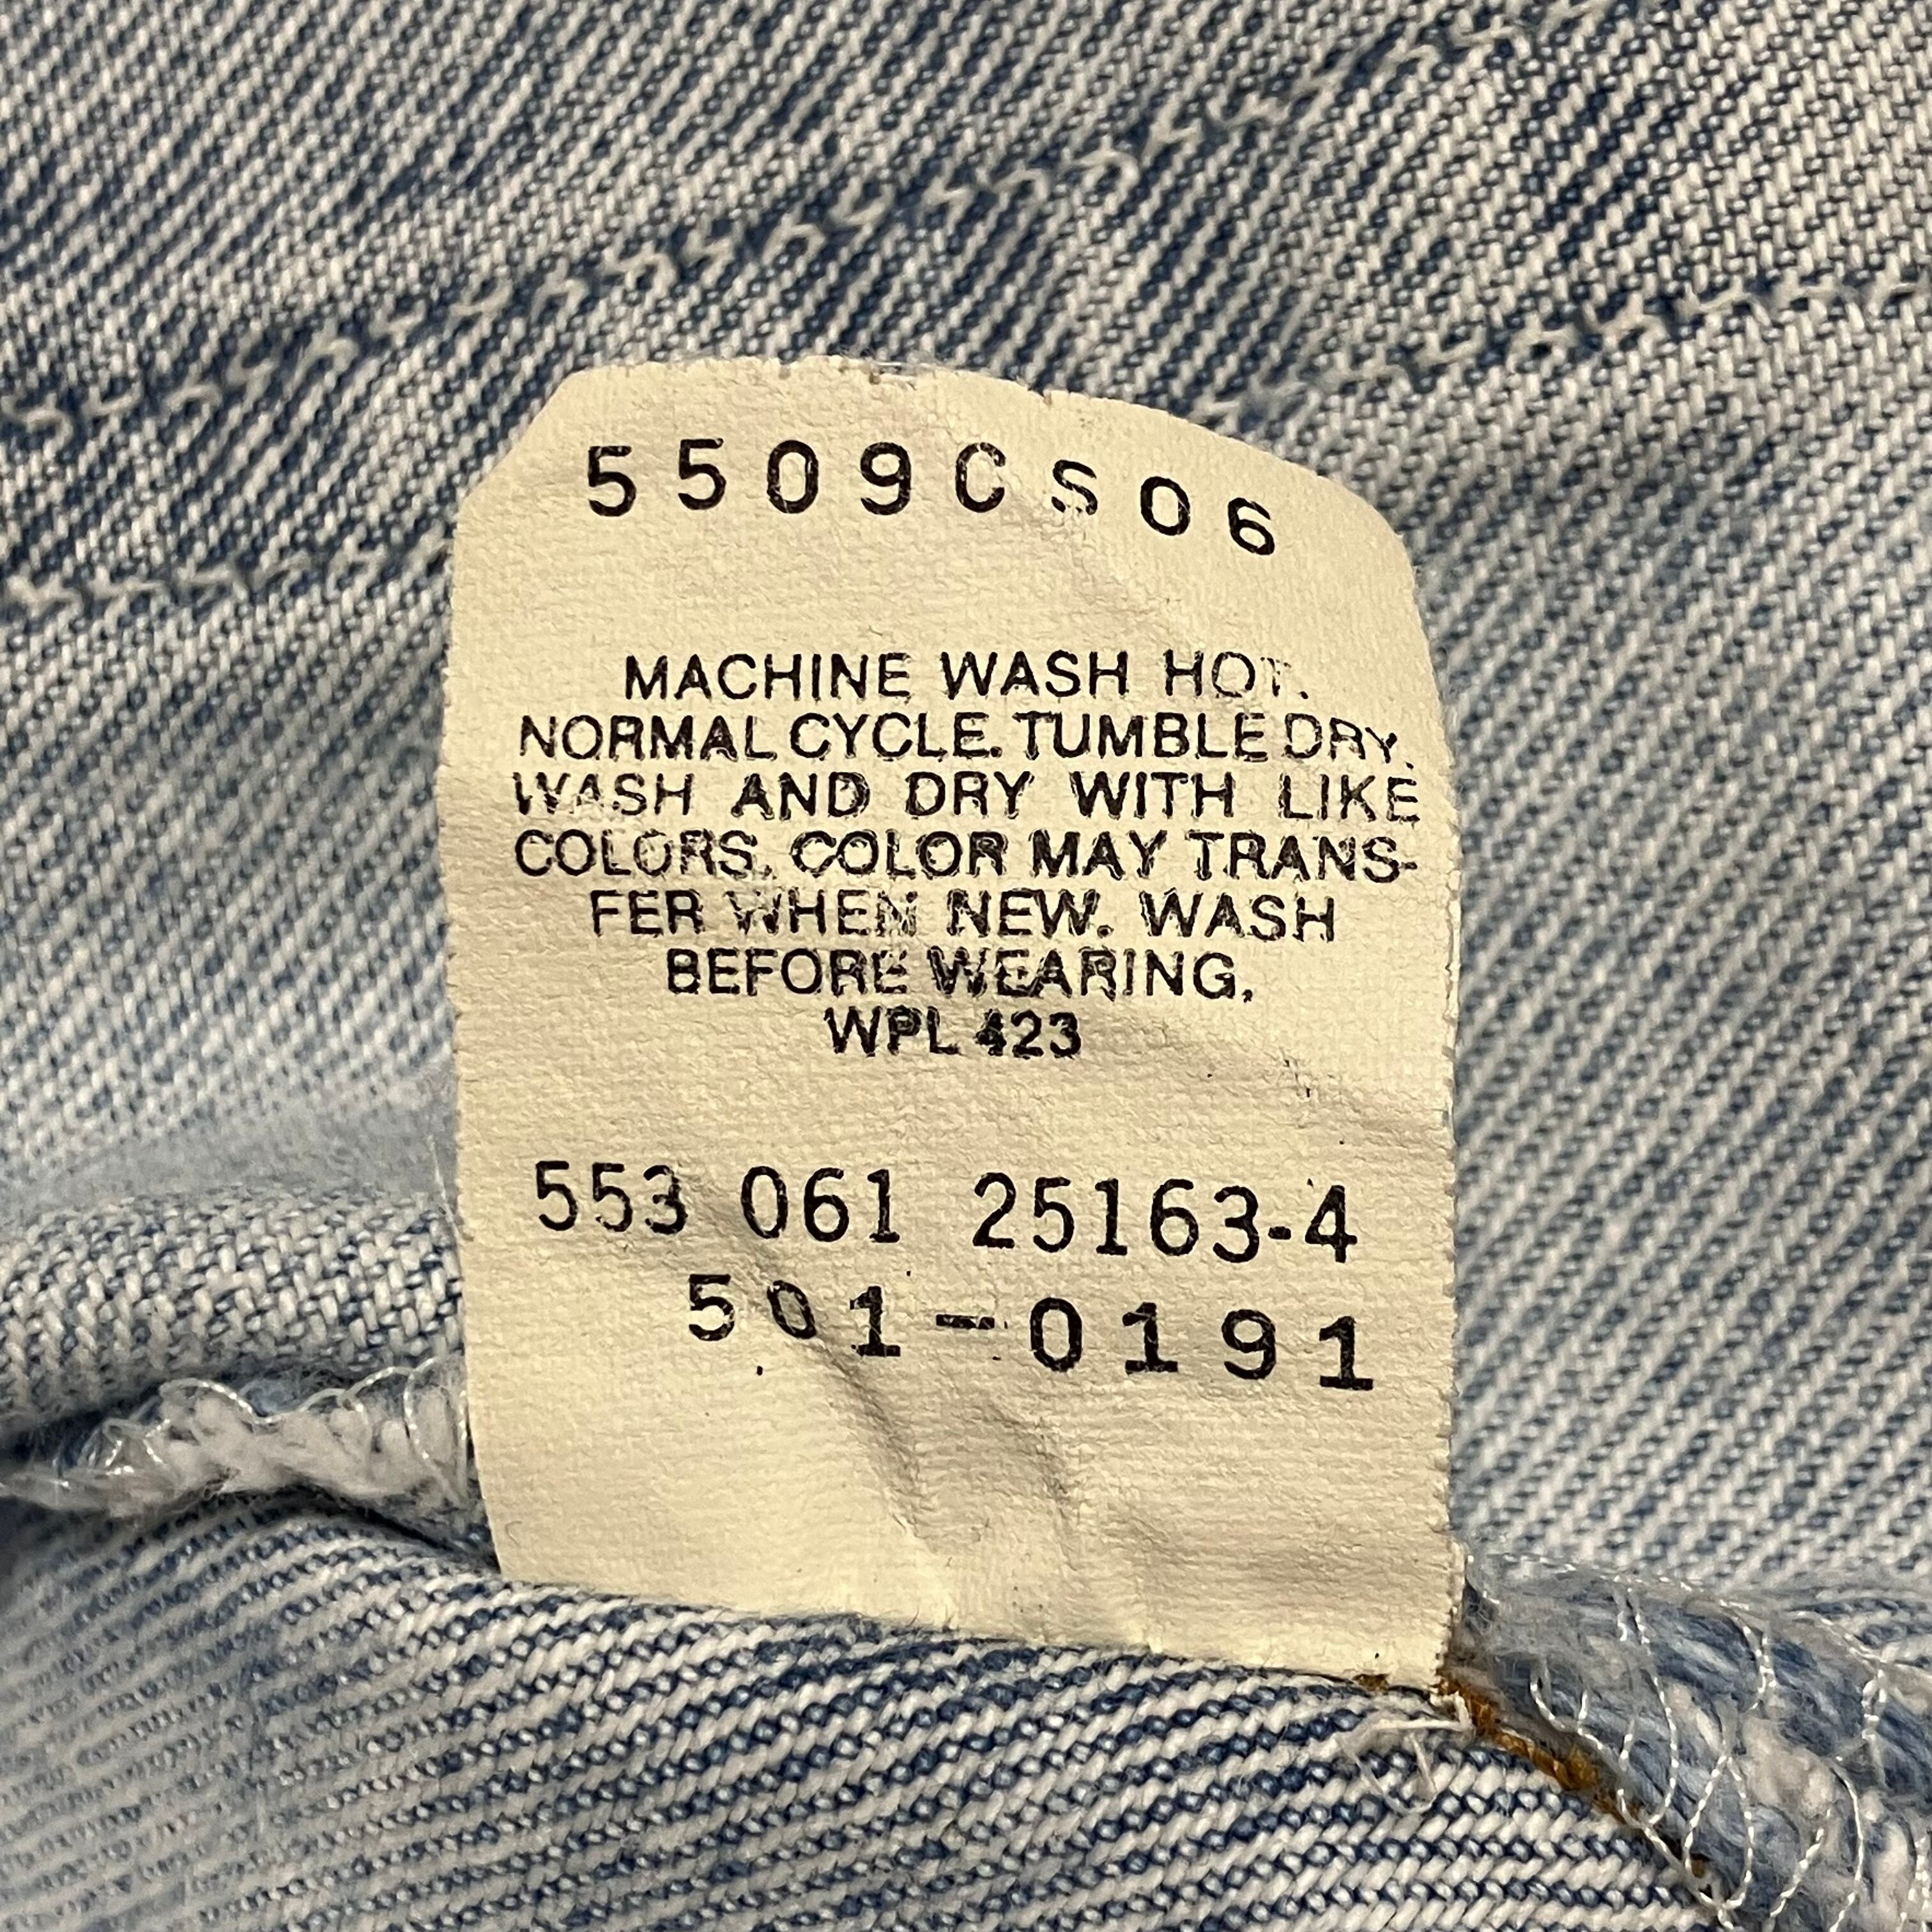 5509CS06
MACHINE WASH HOT.
NORMAL CYCLE. TUMBLE DRY.
WASH AND DRY WITH LIKE
COLORS. COLOR MAY TRANS-
FER WHEN NEW. WASH
BEFORE WEARING.
WPL 423
553 061 25163-4
501-0191